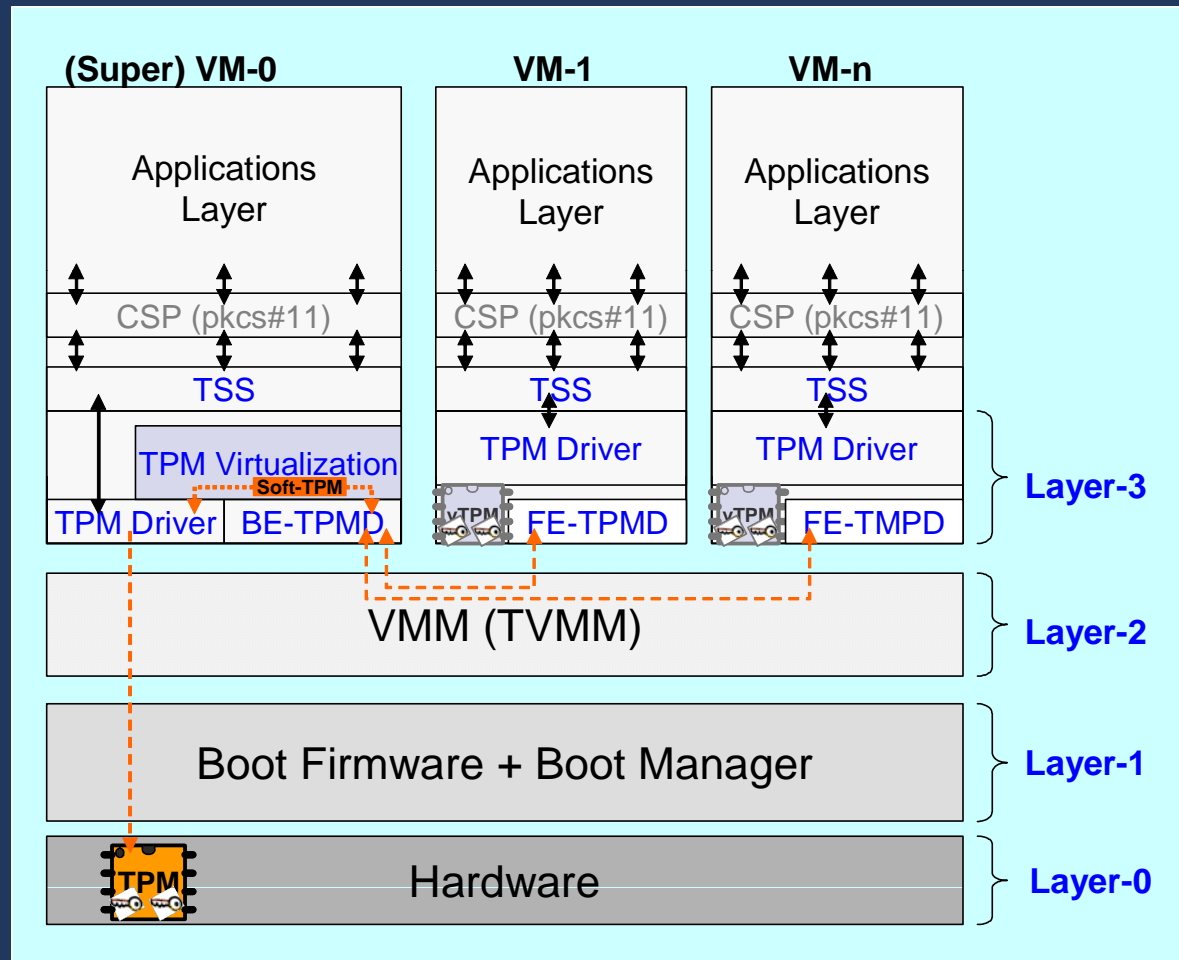 (Super) VM-0
VM-1
VM-n
Applications
Layer
Applications
Layer
Applications
Layer
CSP (pkcs#11)
CSP (pkcs#11)
CSP (pkcs#11)
TSS
TSS
TSS
TPM Virtualization
Soft-TPM
TPM Driver
TPM Driver
TPM Driver
BE-TPMD
vTPM
FE-TPMD
vTPM
FE-TMPD
Layer-3
VMM (TVMM)
Layer-2
Boot Firmware + Boot Manager
Layer-1
TPM
Hardware
Layer-0